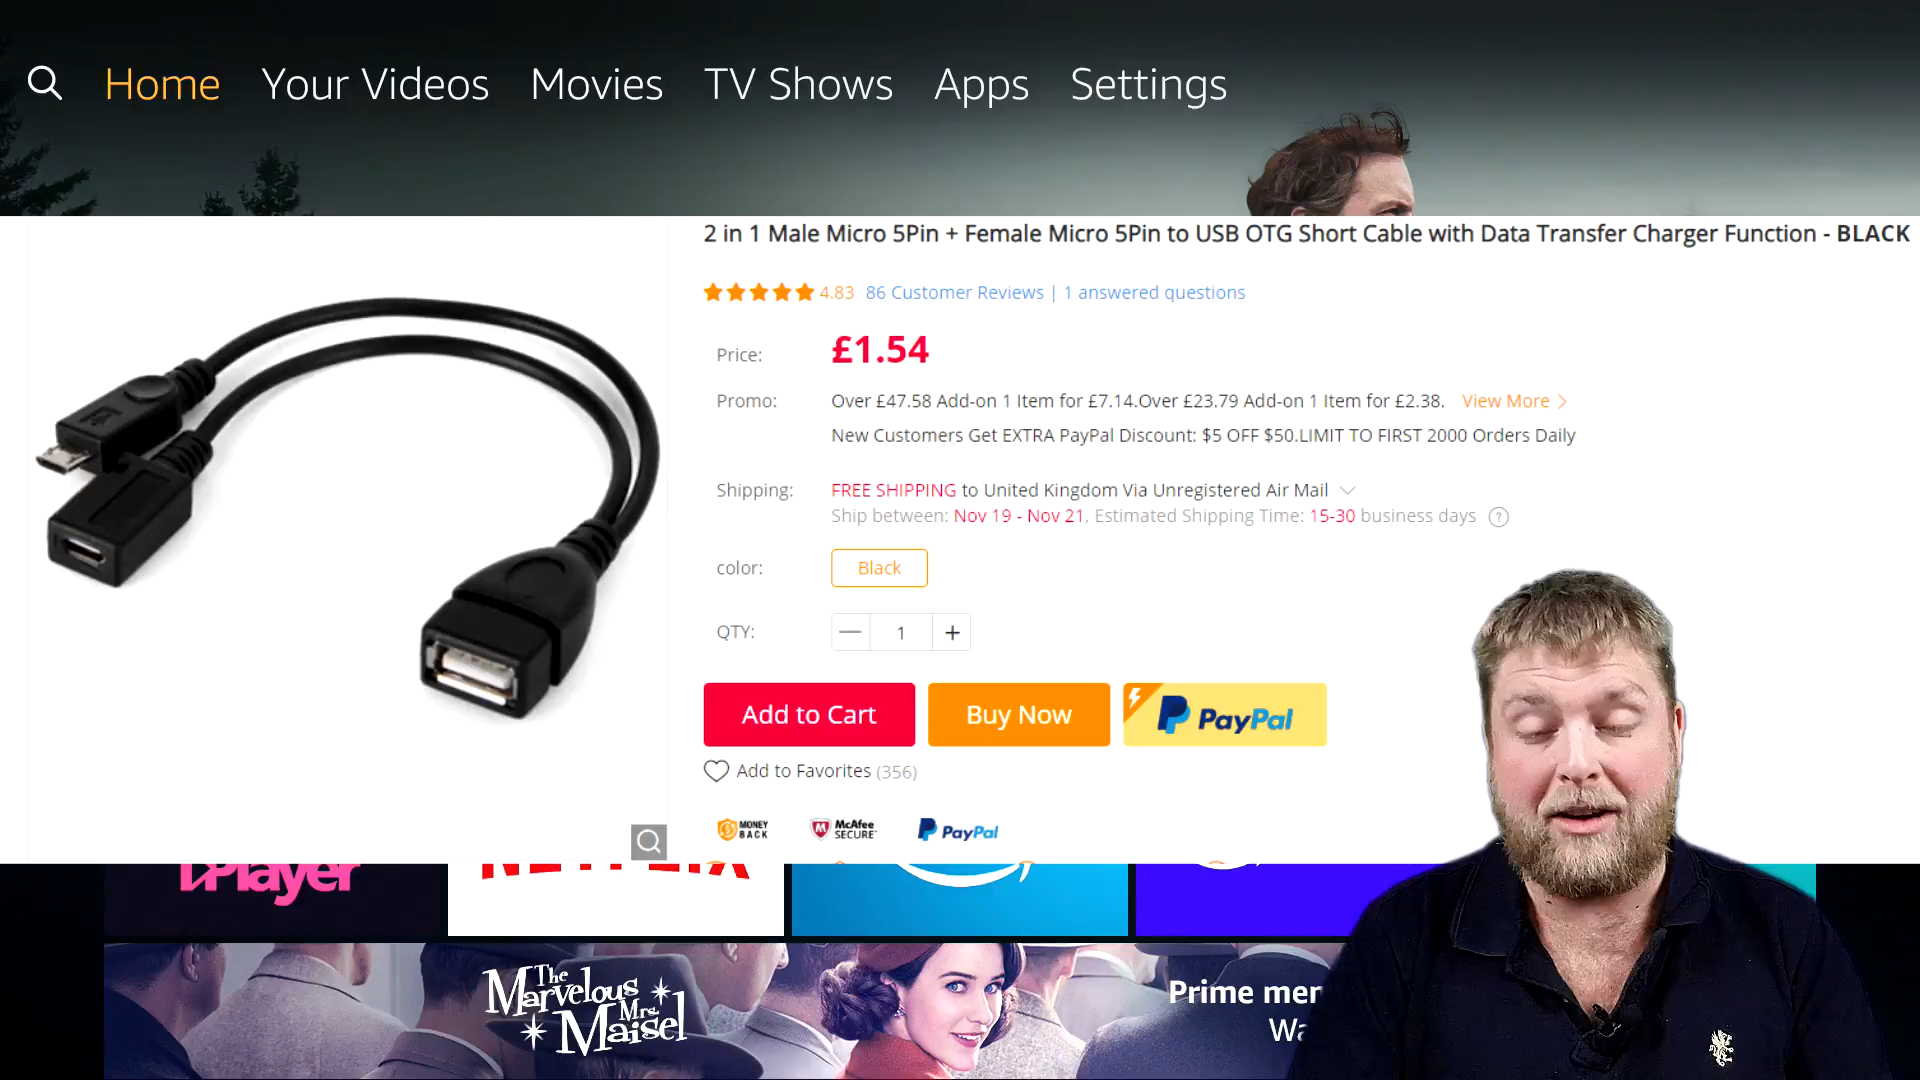 Home Your Videos Movies TV Shows Apps Settings
2 in 1 Male Micro 5Pin + Female Micro 5Pin to USB OTG Short Cable with Data Transfer Charger Function - BLACK
4.83 86 Customer Reviews | 1 answered questions
Price: £1.54
Promo: Over £47.58 Add-on 1 Item for £7.14.Over £23.79 Add-on 1 Item for £2.38. View More >
New Customers Get EXTRA PayPal Discount: $5 OFF $50.LIMIT TO FIRST 2000 Orders Daily
Shipping: FREE SHIPPING to United Kingdom Via Unregistered Air Mail
Ship between: Nov 19 - Nov 21, Estimated Shipping Time: 15-30 business days ?
color: Black
QTY: — 1 +
Add to Cart Buy Now PayPal
Add to Favorites (356)
MONEY BACK McAfee SECURE PayPal
iPlayer NETFLIX
The Marvelous Mrs. Maisel
Prime mer
Wa